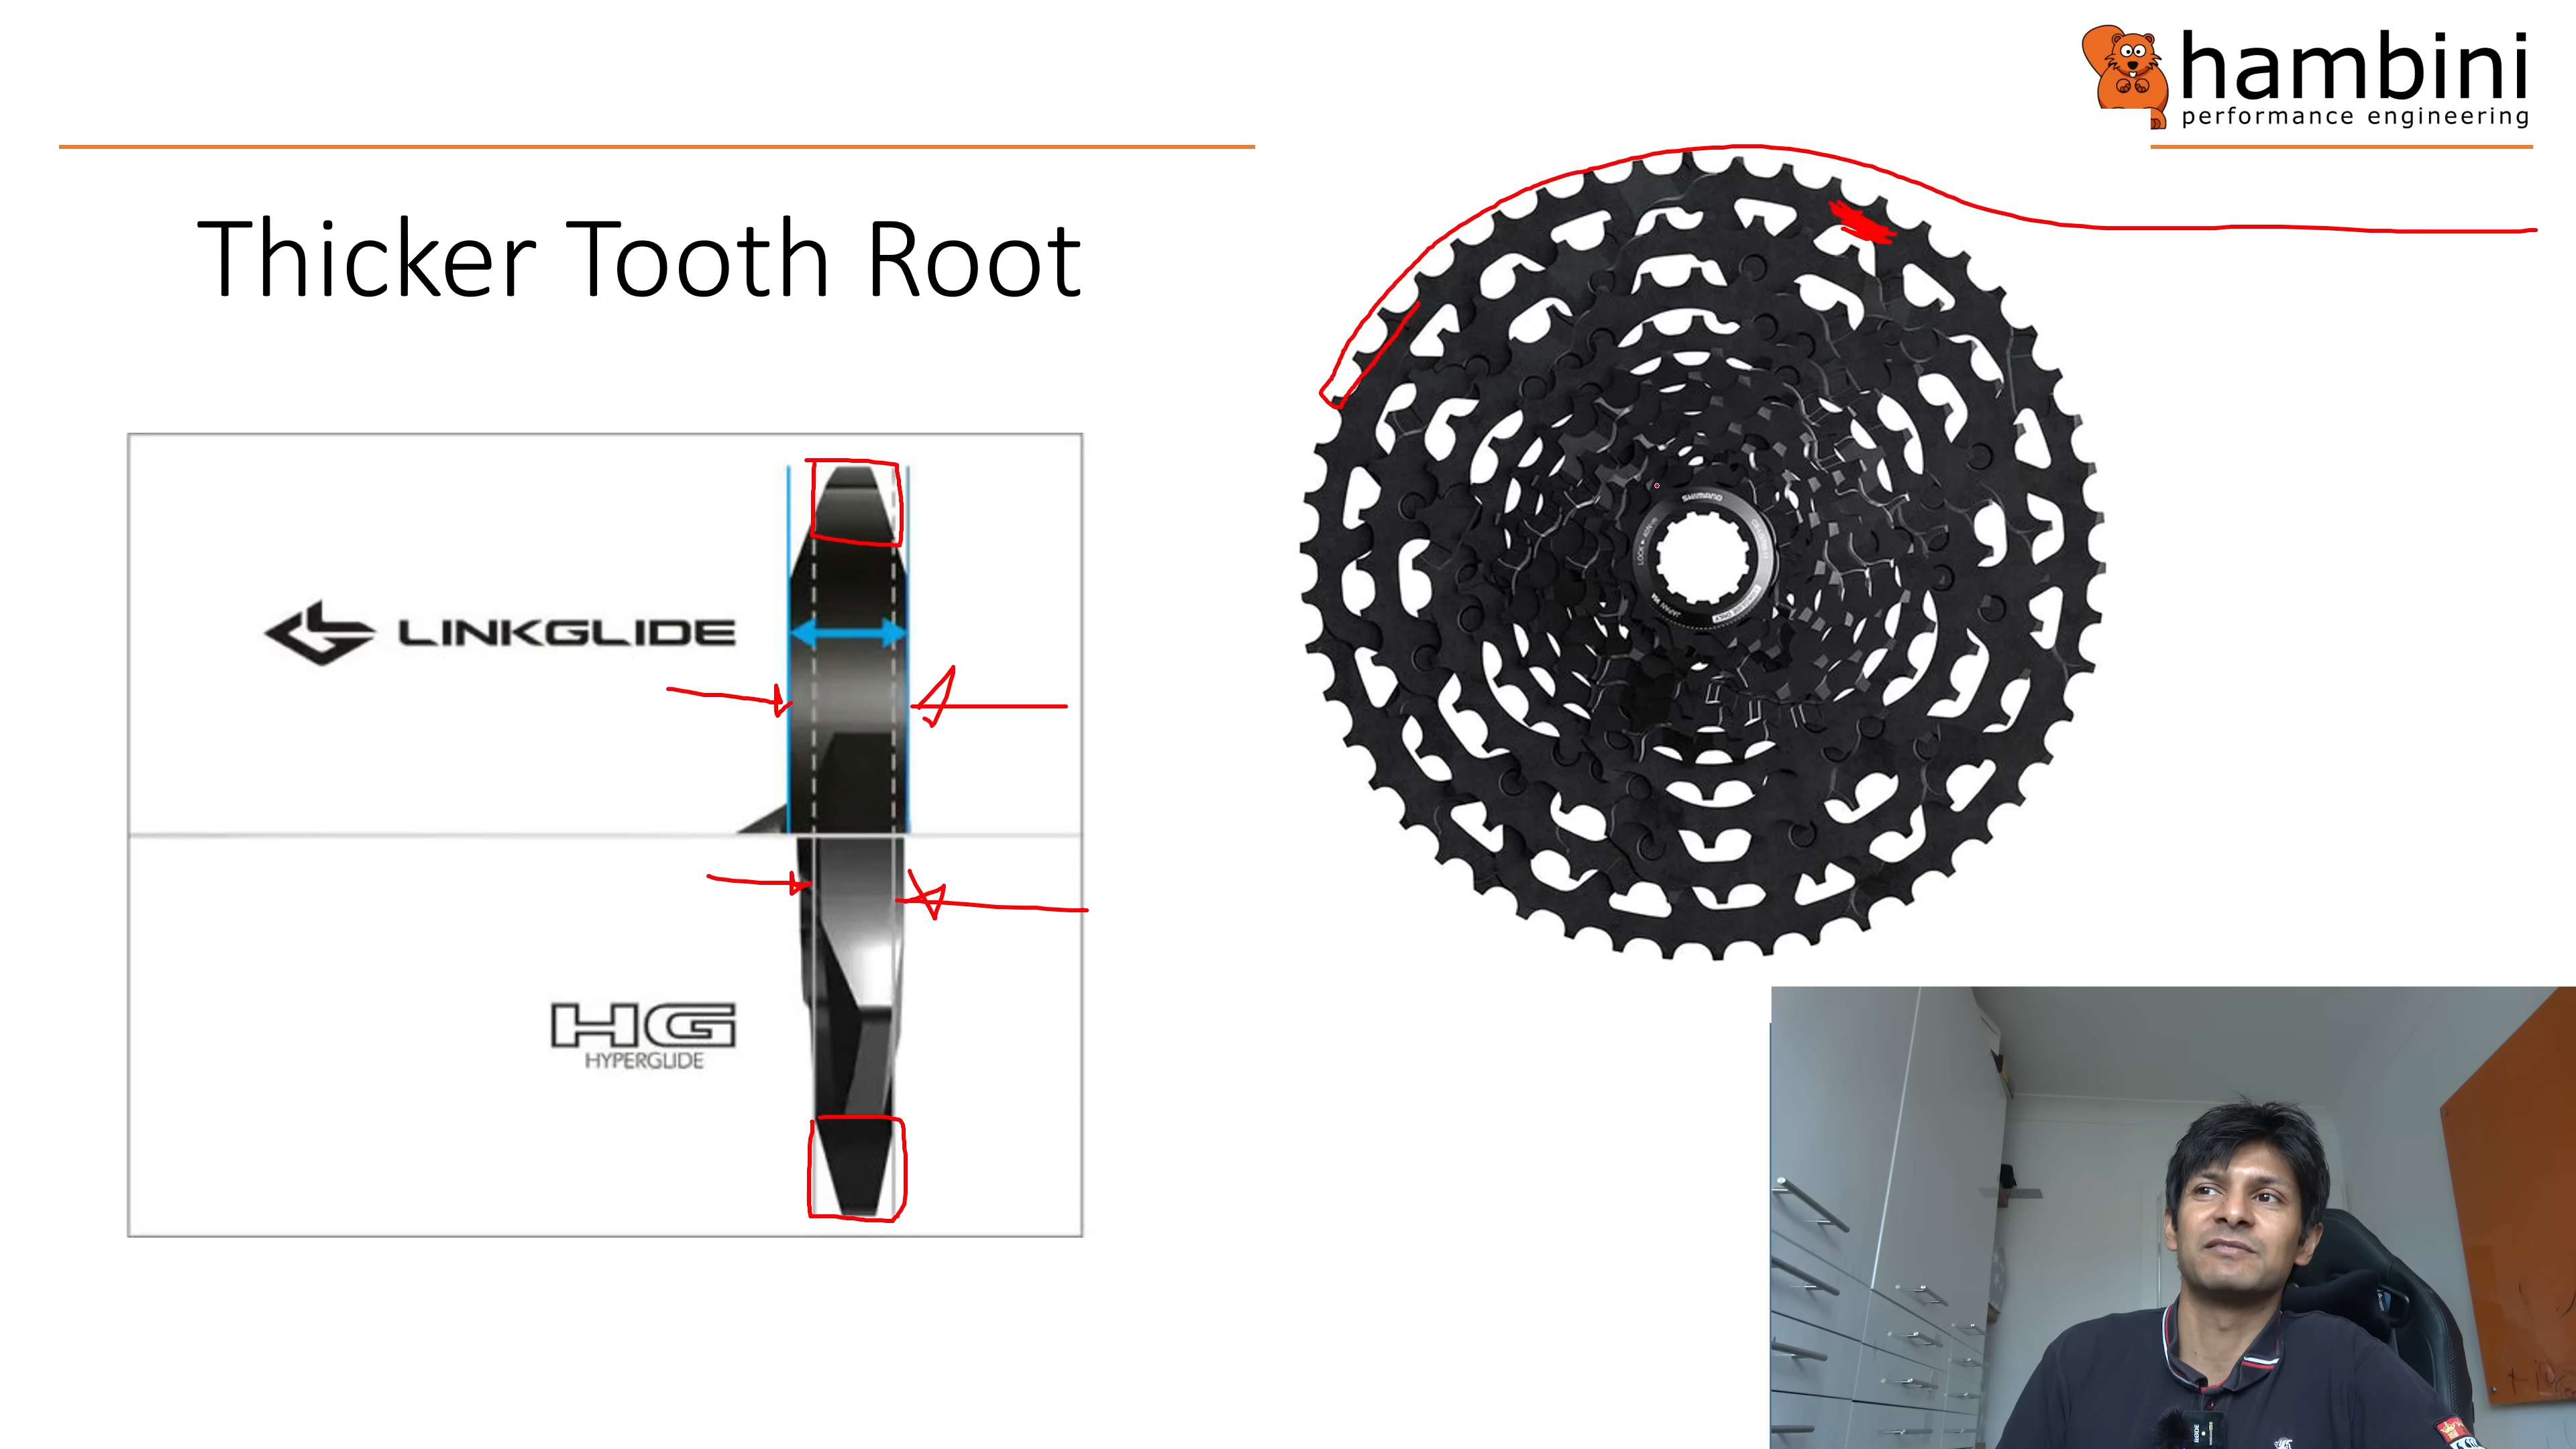 hambini
performance engineering
Thicker Tooth Root
LINKGLIDE
HG
HYPERGLIDE
SHIMANO